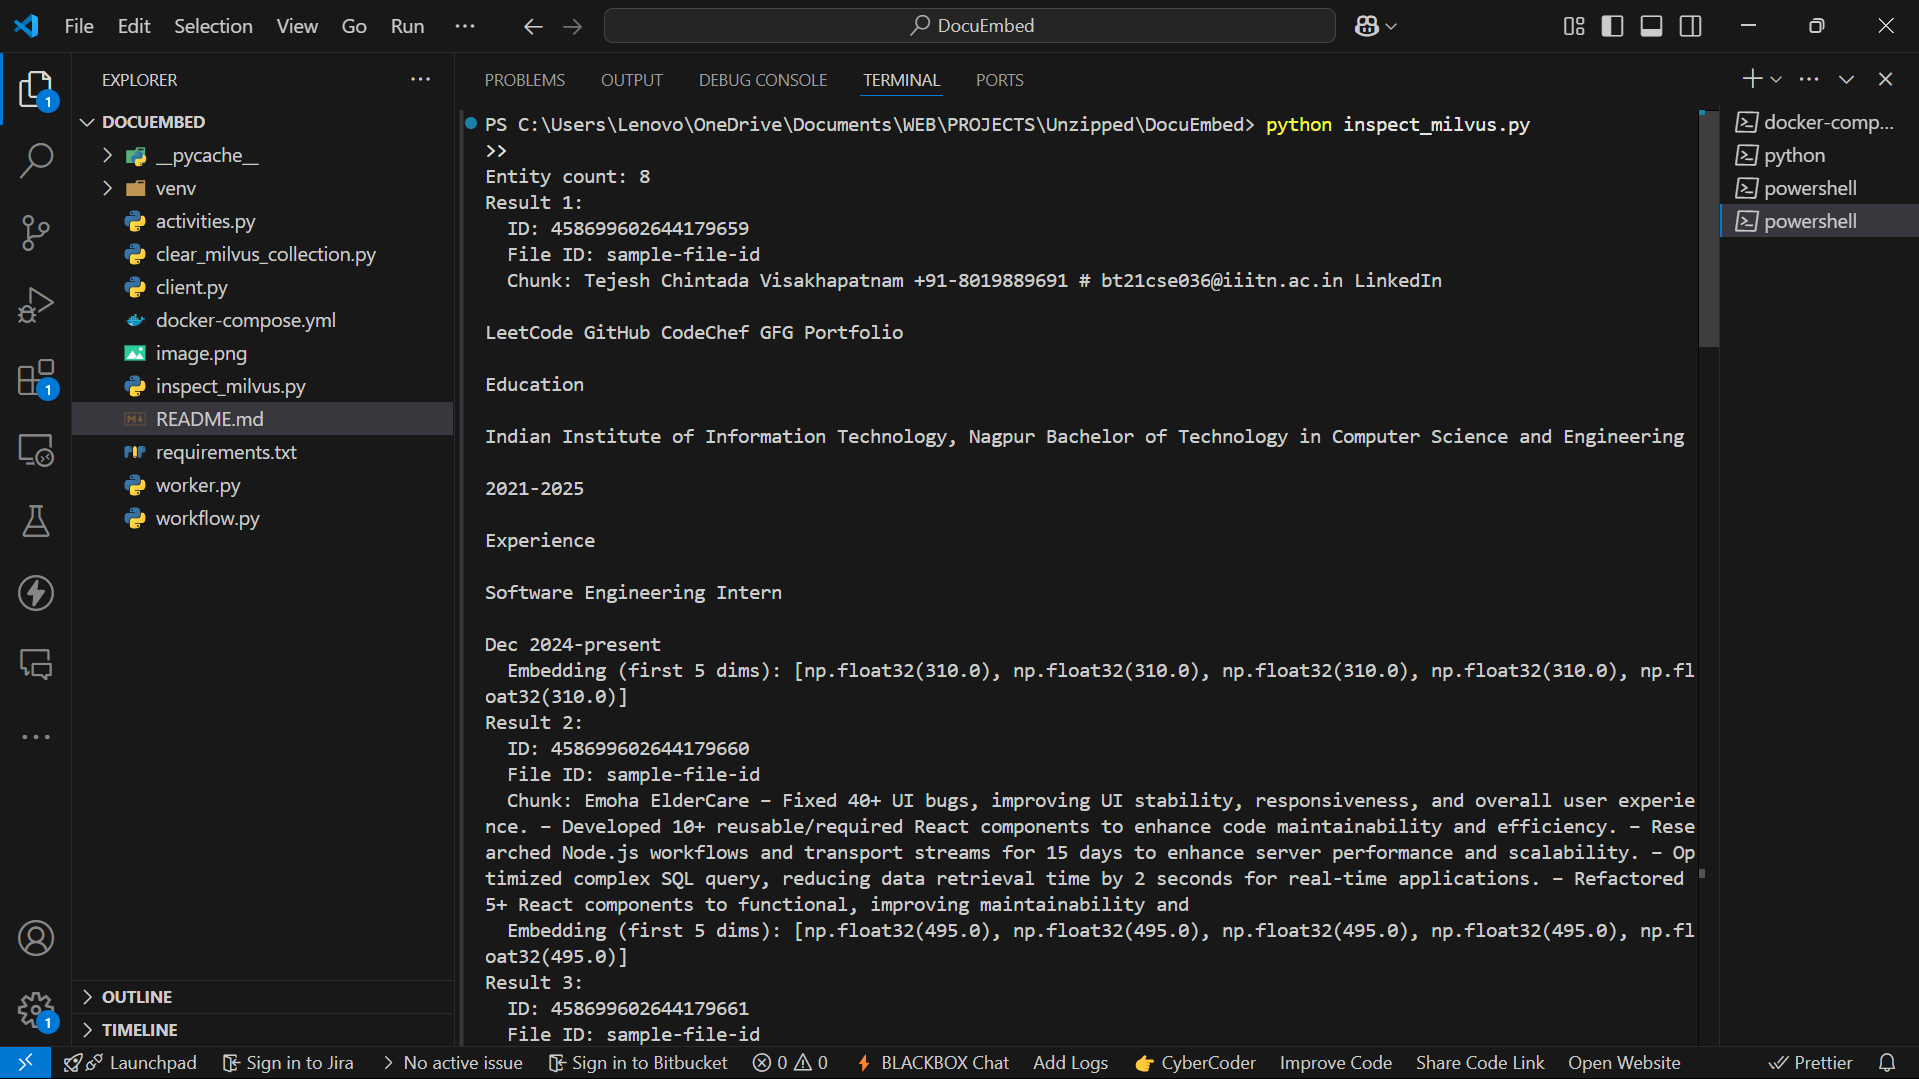 File Edit Selection View Go Run ···
DocuEmbed
EXPLORER
DOCUEMBED
__pycache__
venv
activities.py
clear_milvus_collection.py
client.py
docker-compose.yml
image.png
inspect_milvus.py
README.md
requirements.txt
worker.py
workflow.py
OUTLINE
TIMELINE
1
1
1
PROBLEMS OUTPUT DEBUG CONSOLE TERMINAL PORTS
PS C:\Users\Lenovo\OneDrive\Documents\WEB\PROJECTS\Unzipped\DocuEmbed> python inspect_milvus.py
>>
Entity count: 8
Result 1:
ID: 458699602644179659
File ID: sample-file-id
Chunk: Tejesh Chintada Visakhapatnam +91-8019889691 # bt21cse036@iiitn.ac.in LinkedIn
LeetCode GitHub CodeChef GFG Portfolio
Education
Indian Institute of Information Technology, Nagpur Bachelor of Technology in Computer Science and Engineering
2021-2025
Experience
Software Engineering Intern
Dec 2024-present
Embedding (first 5 dims): [np.float32(310.0), np.float32(310.0), np.float32(310.0), np.float32(310.0), np.fl
oat32(310.0)]
Result 2:
ID: 458699602644179660
File ID: sample-file-id
Chunk: Emoha ElderCare – Fixed 40+ UI bugs, improving UI stability, responsiveness, and overall user experie
nce. – Developed 10+ reusable/required React components to enhance code maintainability and efficiency. – Rese
arched Node.js workflows and transport streams for 15 days to enhance server performance and scalability. – Op
timized complex SQL query, reducing data retrieval time by 2 seconds for real-time applications. – Refactored
5+ React components to functional, improving maintainability and
Embedding (first 5 dims): [np.float32(495.0), np.float32(495.0), np.float32(495.0), np.float32(495.0), np.fl
oat32(495.0)]
Result 3:
ID: 458699602644179661
File ID: sample-file-id
docker-comp...
python
powershell
powershell
Launchpad Sign in to Jira No active issue Sign in to Bitbucket 0 0 BLACKBOX Chat Add Logs CyberCoder Improve Code Share Code Link Open Website Prettier